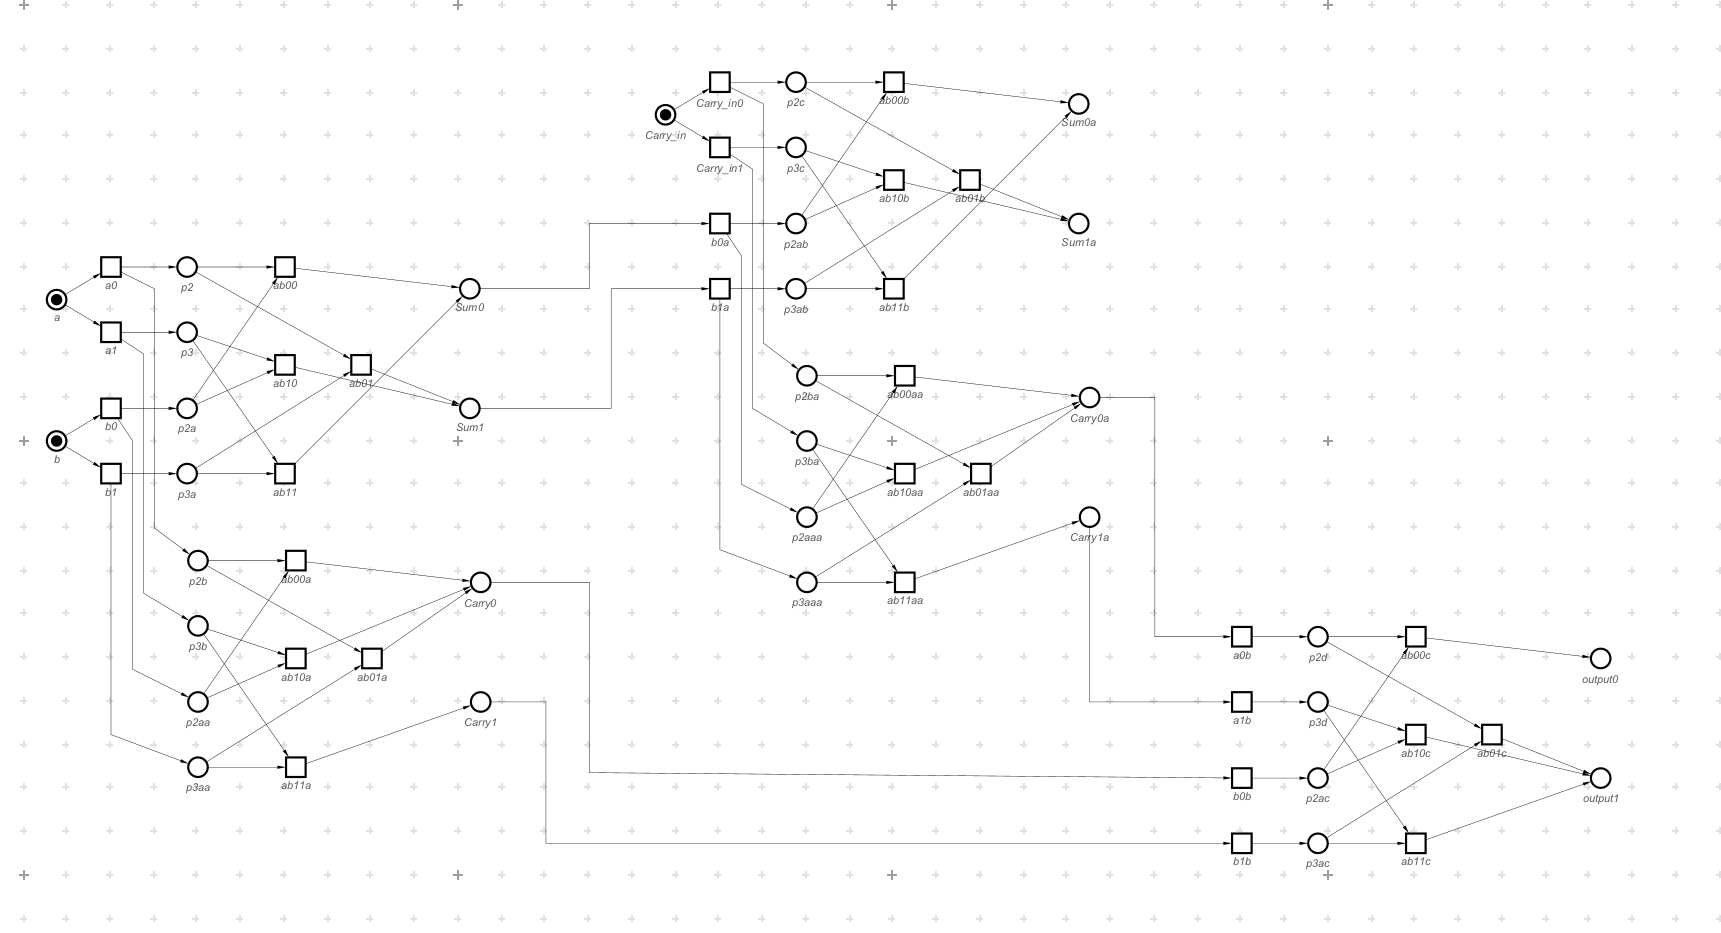 Carry_in0
p2c
ab00b
Sum0a
Carry_in
Carry_in1
p3c
ab10b
ab01b
b0a
p2ab
Sum1a
b1a
p3ab
ab11b
a0
p2
ab00
Sum0
a
a1
p3
ab10
ab01
b0
p2a
Sum1
b
b1
p3a
ab11
p2ba
ab00aa
Carry0a
p3ba
ab10aa
ab01aa
p2aaa
Carry1a
p3aaa
ab11aa
p2b
ab00a
Carry0
p3b
ab10a
ab01a
p2aa
Carry1
p3aa
ab11a
a0b
p2d
ab00c
output0
a1b
p3d
ab10c
ab01c
b0b
p2ac
output1
b1b
p3ac
ab11c